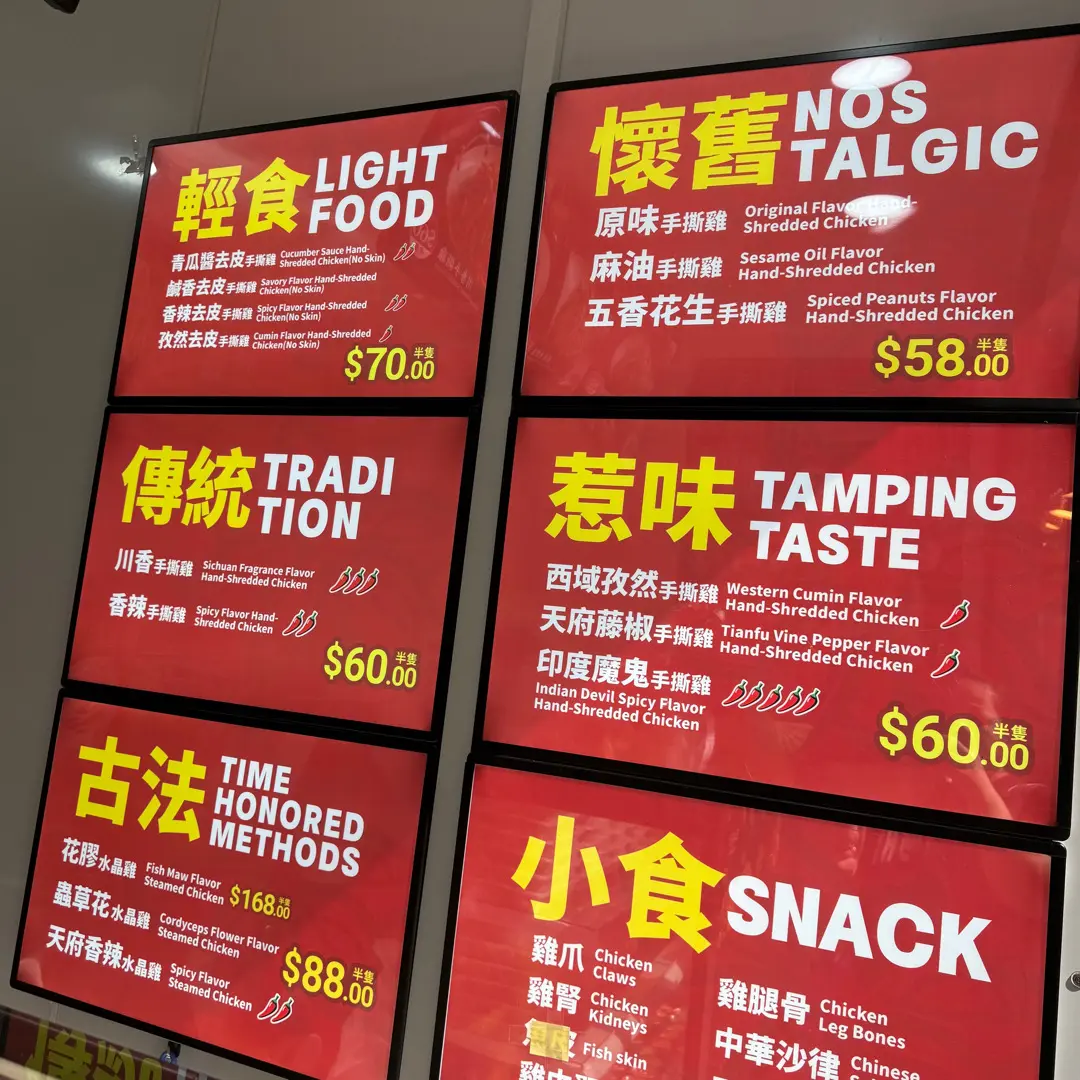 輕食 LIGHT
FOOD
青瓜醬去皮手撕雞 Cucumber Sauce Hand-
Shredded Chicken(No Skin)
鹹香去皮手撕雞 Savory Flavor Hand-Shredded
Chicken(No Skin)
香辣去皮手撕雞 Spicy Flavor Hand-Shredded
Chicken(No Skin)
孜然去皮手撕雞 Cumin Flavor Hand-Shredded
Chicken(No Skin)
$70.00 半隻
懷舊 NOS
TALGIC
原味手撕雞 Original Flavor Hand-
Shredded Chicken
麻油手撕雞 Sesame Oil Flavor
Hand-Shredded Chicken
五香花生手撕雞 Spiced Peanuts Flavor
Hand-Shredded Chicken
$58.00 半隻
傳統 TRADI
TION
川香手撕雞 Sichuan Fragrance Flavor
Hand-Shredded Chicken
香辣手撕雞 Spicy Flavor Hand-
Shredded Chicken
$60.00 半隻
惹味 TAMPING
TASTE
西域孜然手撕雞 Western Cumin Flavor
Hand-Shredded Chicken
天府藤椒手撕雞 Tianfu Vine Pepper Flavor
Hand-Shredded Chicken
印度魔鬼手撕雞
Indian Devil Spicy Flavor
Hand-Shredded Chicken
$60.00 半隻
古法 TIME
HONORED
METHODS
花膠水晶雞 Fish Maw Flavor
Steamed Chicken $168.00 半隻
蟲草花水晶雞 Cordyceps Flower Flavor
Steamed Chicken
天府香辣水晶雞 Spicy Flavor
Steamed Chicken
$88.00 半隻
小食 SNACK
雞爪 Chicken
Claws
雞腎 Chicken
Kidneys
Fish skin
雞腿骨 Chicken
Leg Bones
中華沙律 Chinese